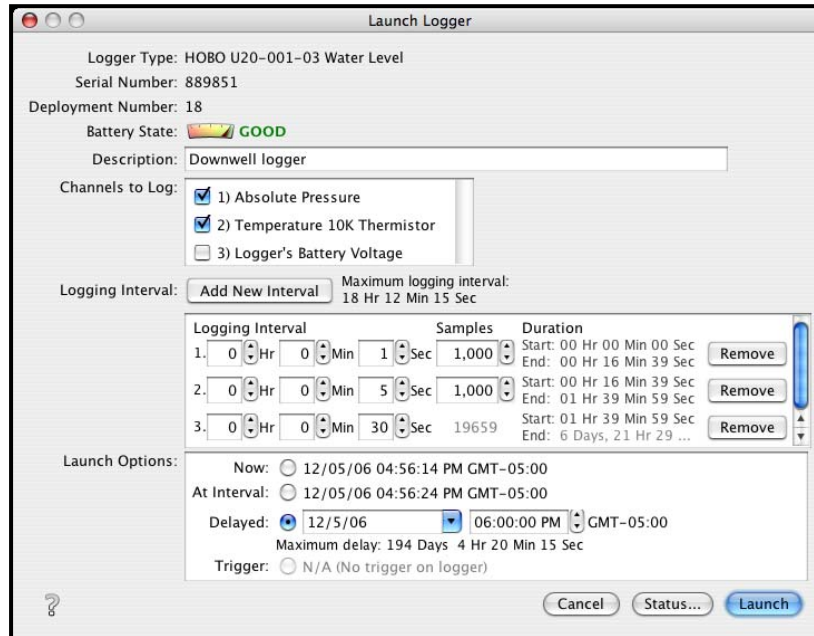 Launch Logger
Logger Type: HOBO U20-001-03 Water Level
Serial Number: 889851
Deployment Number: 18
Battery State: GOOD
Description: Downwell logger
Channels to Log: 1) Absolute Pressure
2) Temperature 10K Thermistor
3) Logger's Battery Voltage
Logging Interval: Add New Interval Maximum logging interval:
18 Hr 12 Min 15 Sec
Logging Interval Samples Duration
1. 0 Hr 0 Min 1 Sec 1,000 Start: 00 Hr 00 Min 00 Sec
End: 00 Hr 16 Min 39 Sec Remove
2. 0 Hr 0 Min 5 Sec 1,000 Start: 00 Hr 16 Min 39 Sec
End: 01 Hr 39 Min 59 Sec Remove
3. 0 Hr 0 Min 30 Sec 19659 Start: 01 Hr 39 Min 59 Sec
End: 6 Days, 21 Hr 29 ... Remove
Launch Options: Now: 12/05/06 04:56:14 PM GMT-05:00
At Interval: 12/05/06 04:56:24 PM GMT-05:00
Delayed: 12/5/06 06:00:00 PM GMT-05:00
Maximum delay: 194 Days 4 Hr 20 Min 15 Sec
Trigger: N/A (No trigger on logger)
? Cancel Status... Launch